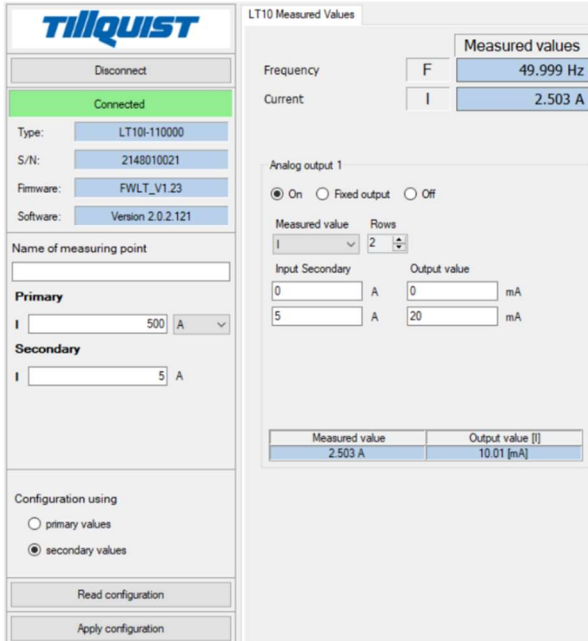 TILLQUIST
Disconnect
Connected
Type: LT10I-110000
S/N: 2148010021
Firmware: FWLT_V1.23
Software: Version 2.0.2.121
Name of measuring point
Primary
I 500 A
Secondary
I 5 A
Configuration using
primary values
secondary values
Read configuration
Apply configuration
LT10 Measured Values
Measured values
Frequency F 49.999 Hz
Current I 2.503 A
Analog output 1
On Fixed output Off
Measured value Rows
I 2
Input Secondary Output value
0 A 0 mA
5 A 20 mA
Measured value Output value [I]
2.503 A 10.01 [mA]